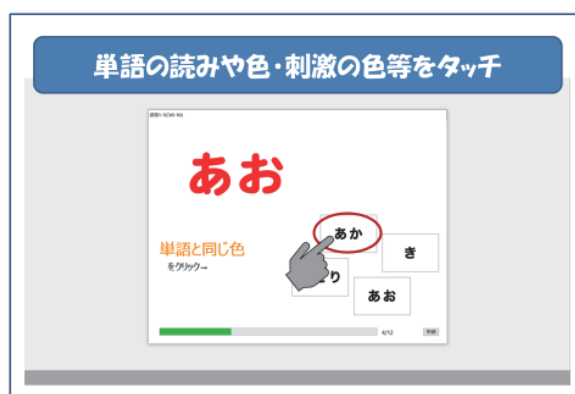 単語の読みや色・刺激の色等をタッチ
あお
単語と同じ色
をクリック→
あか
き
り
あお
4/12